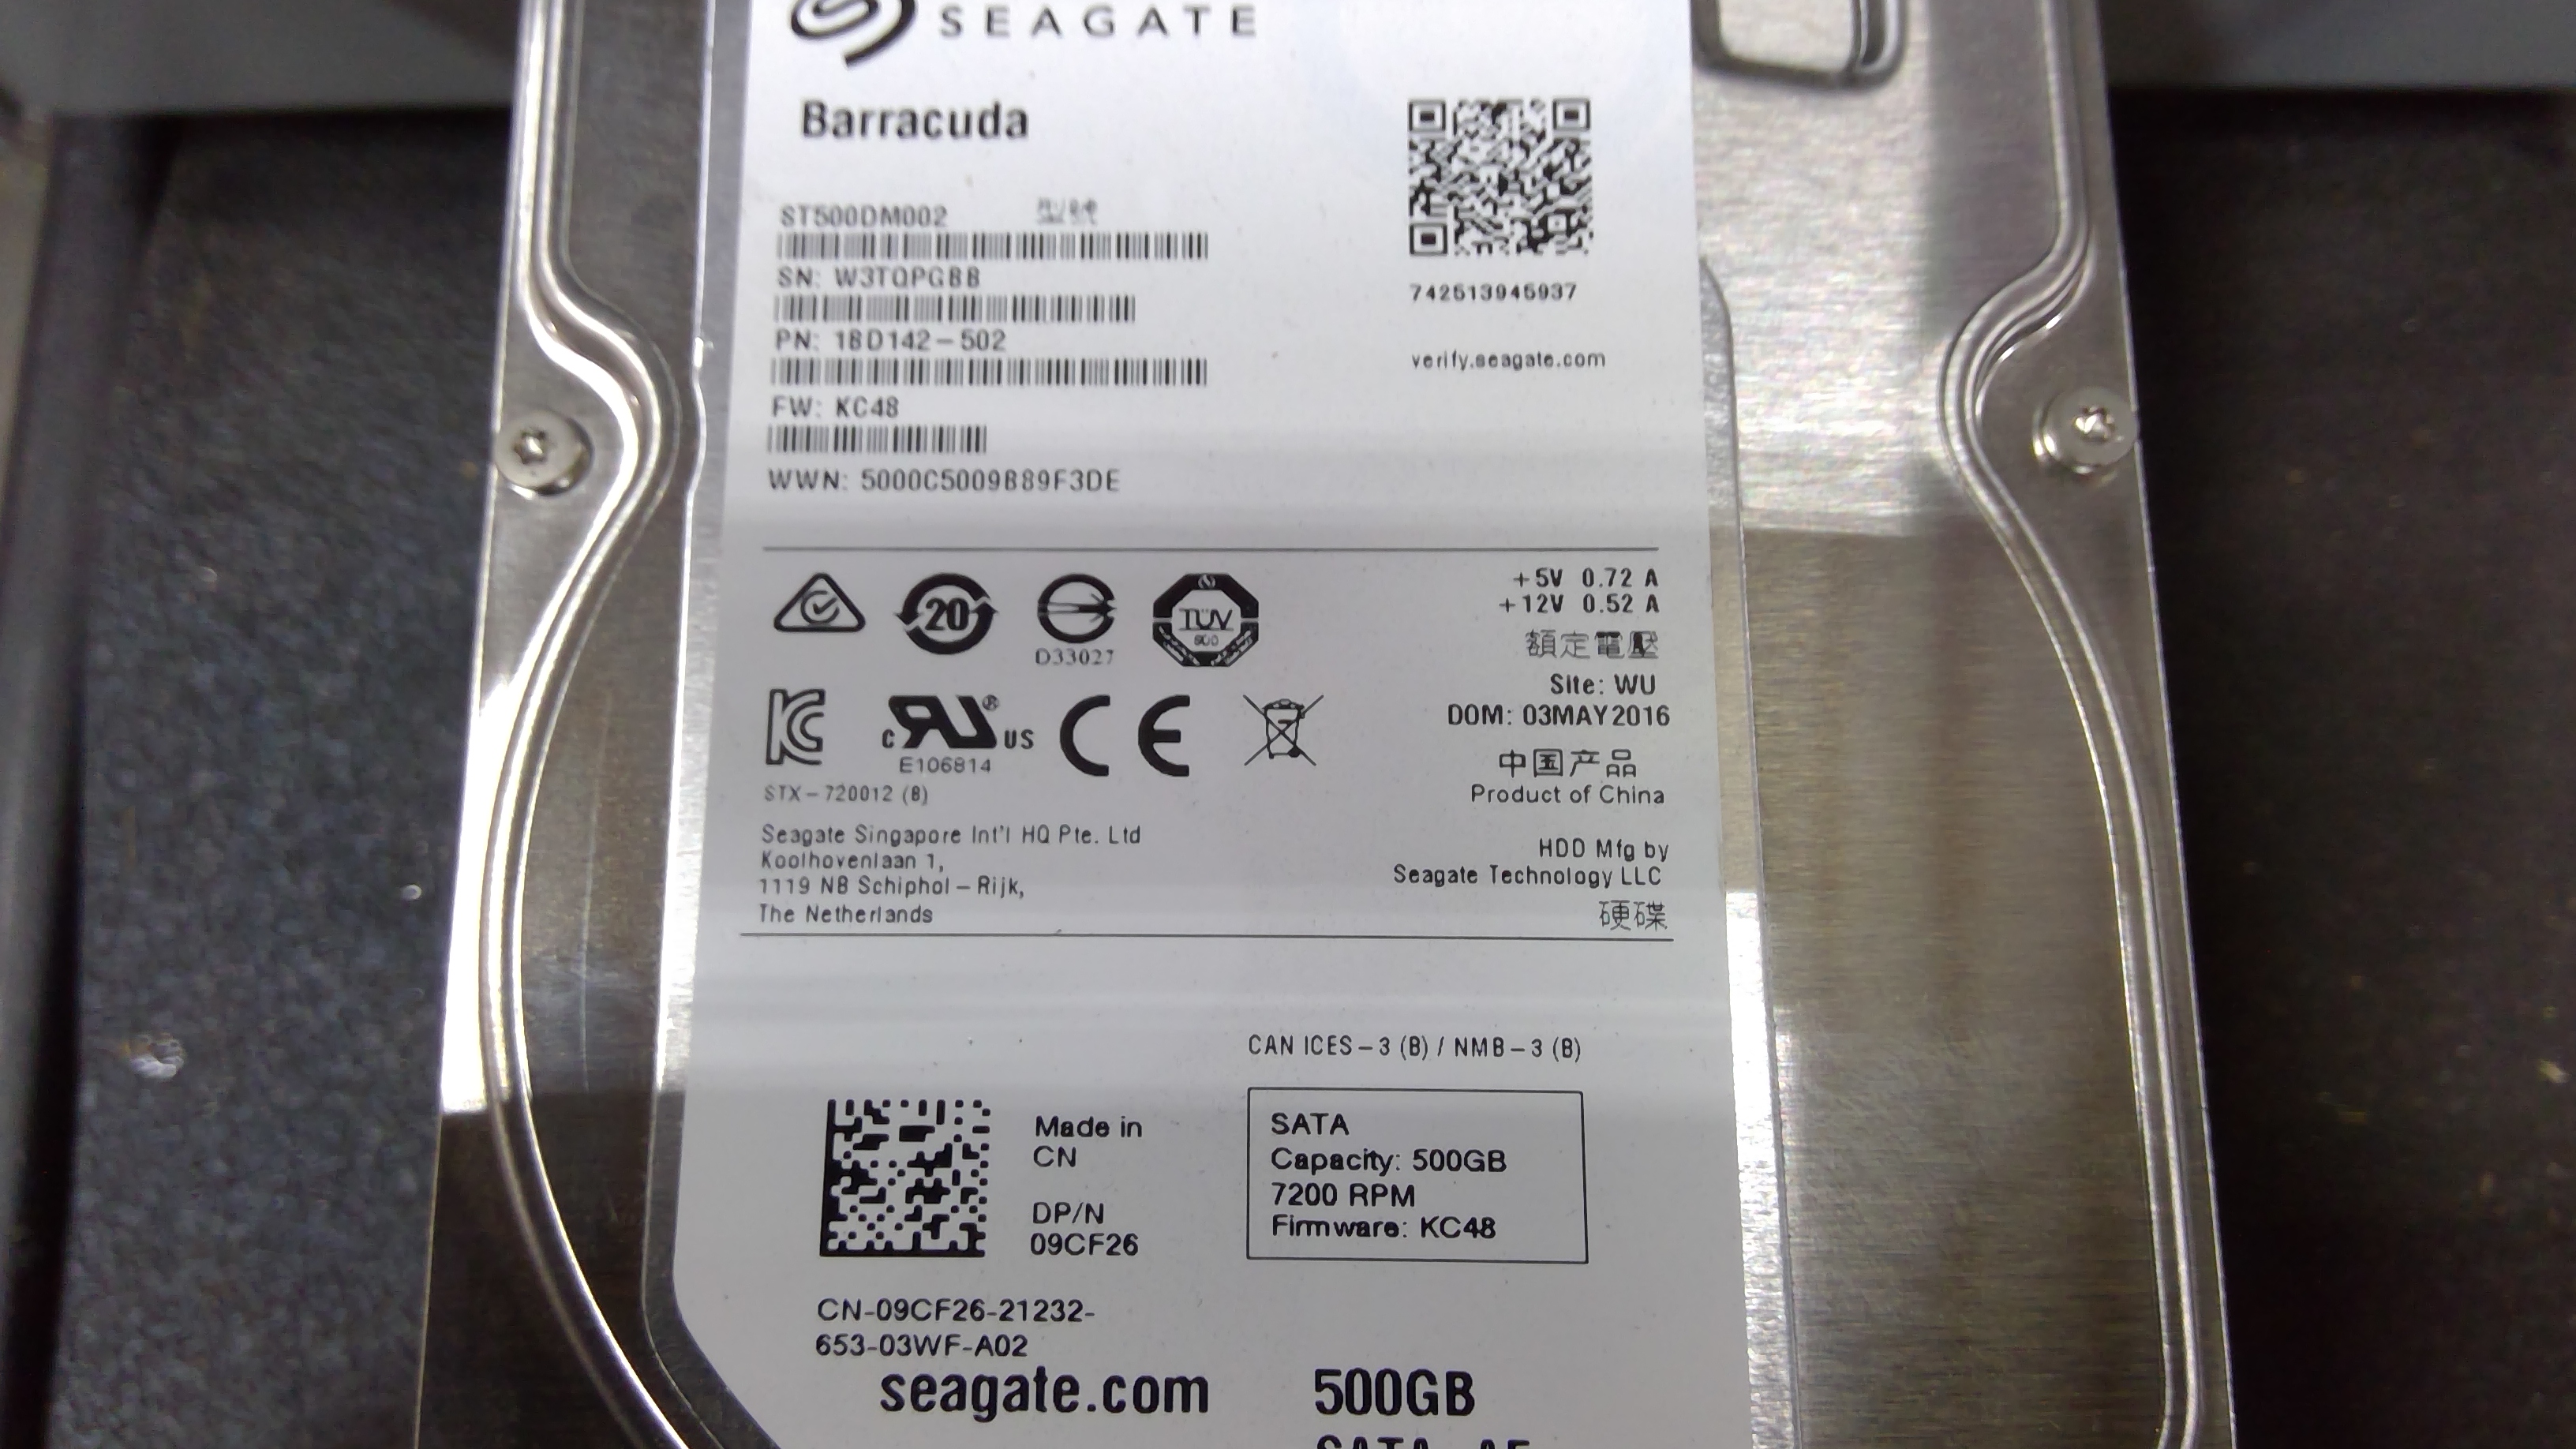 SEAGATE
Barracuda
ST500DM002
SN: W3TQPGBB
PN: 1BD142-502
FW: KC48
WWN: 5000C5009B89F3DE
742513945937
verify.seagate.com
20
D33027
TÜV
SÜD
+5V 0.72 A
+12V 0.52 A
額定電壓
Site: WU
DOM: 03MAY2016
中国产品
Product of China
c US
E106814
CE
STX-720012 (B)
Seagate Singapore Int'l HQ Pte. Ltd
Koolhovenlaan 1,
1119 NB Schiphol-Rijk,
The Netherlands
HDD Mfg by
Seagate Technology LLC
硬碟
CAN ICES-3 (B) / NMB-3 (B)
Made in
CN
DP/N
09CF26
SATA
Capacity: 500GB
7200 RPM
Firmware: KC48
CN-09CF26-21232-
653-03WF-A02
seagate.com
500GB